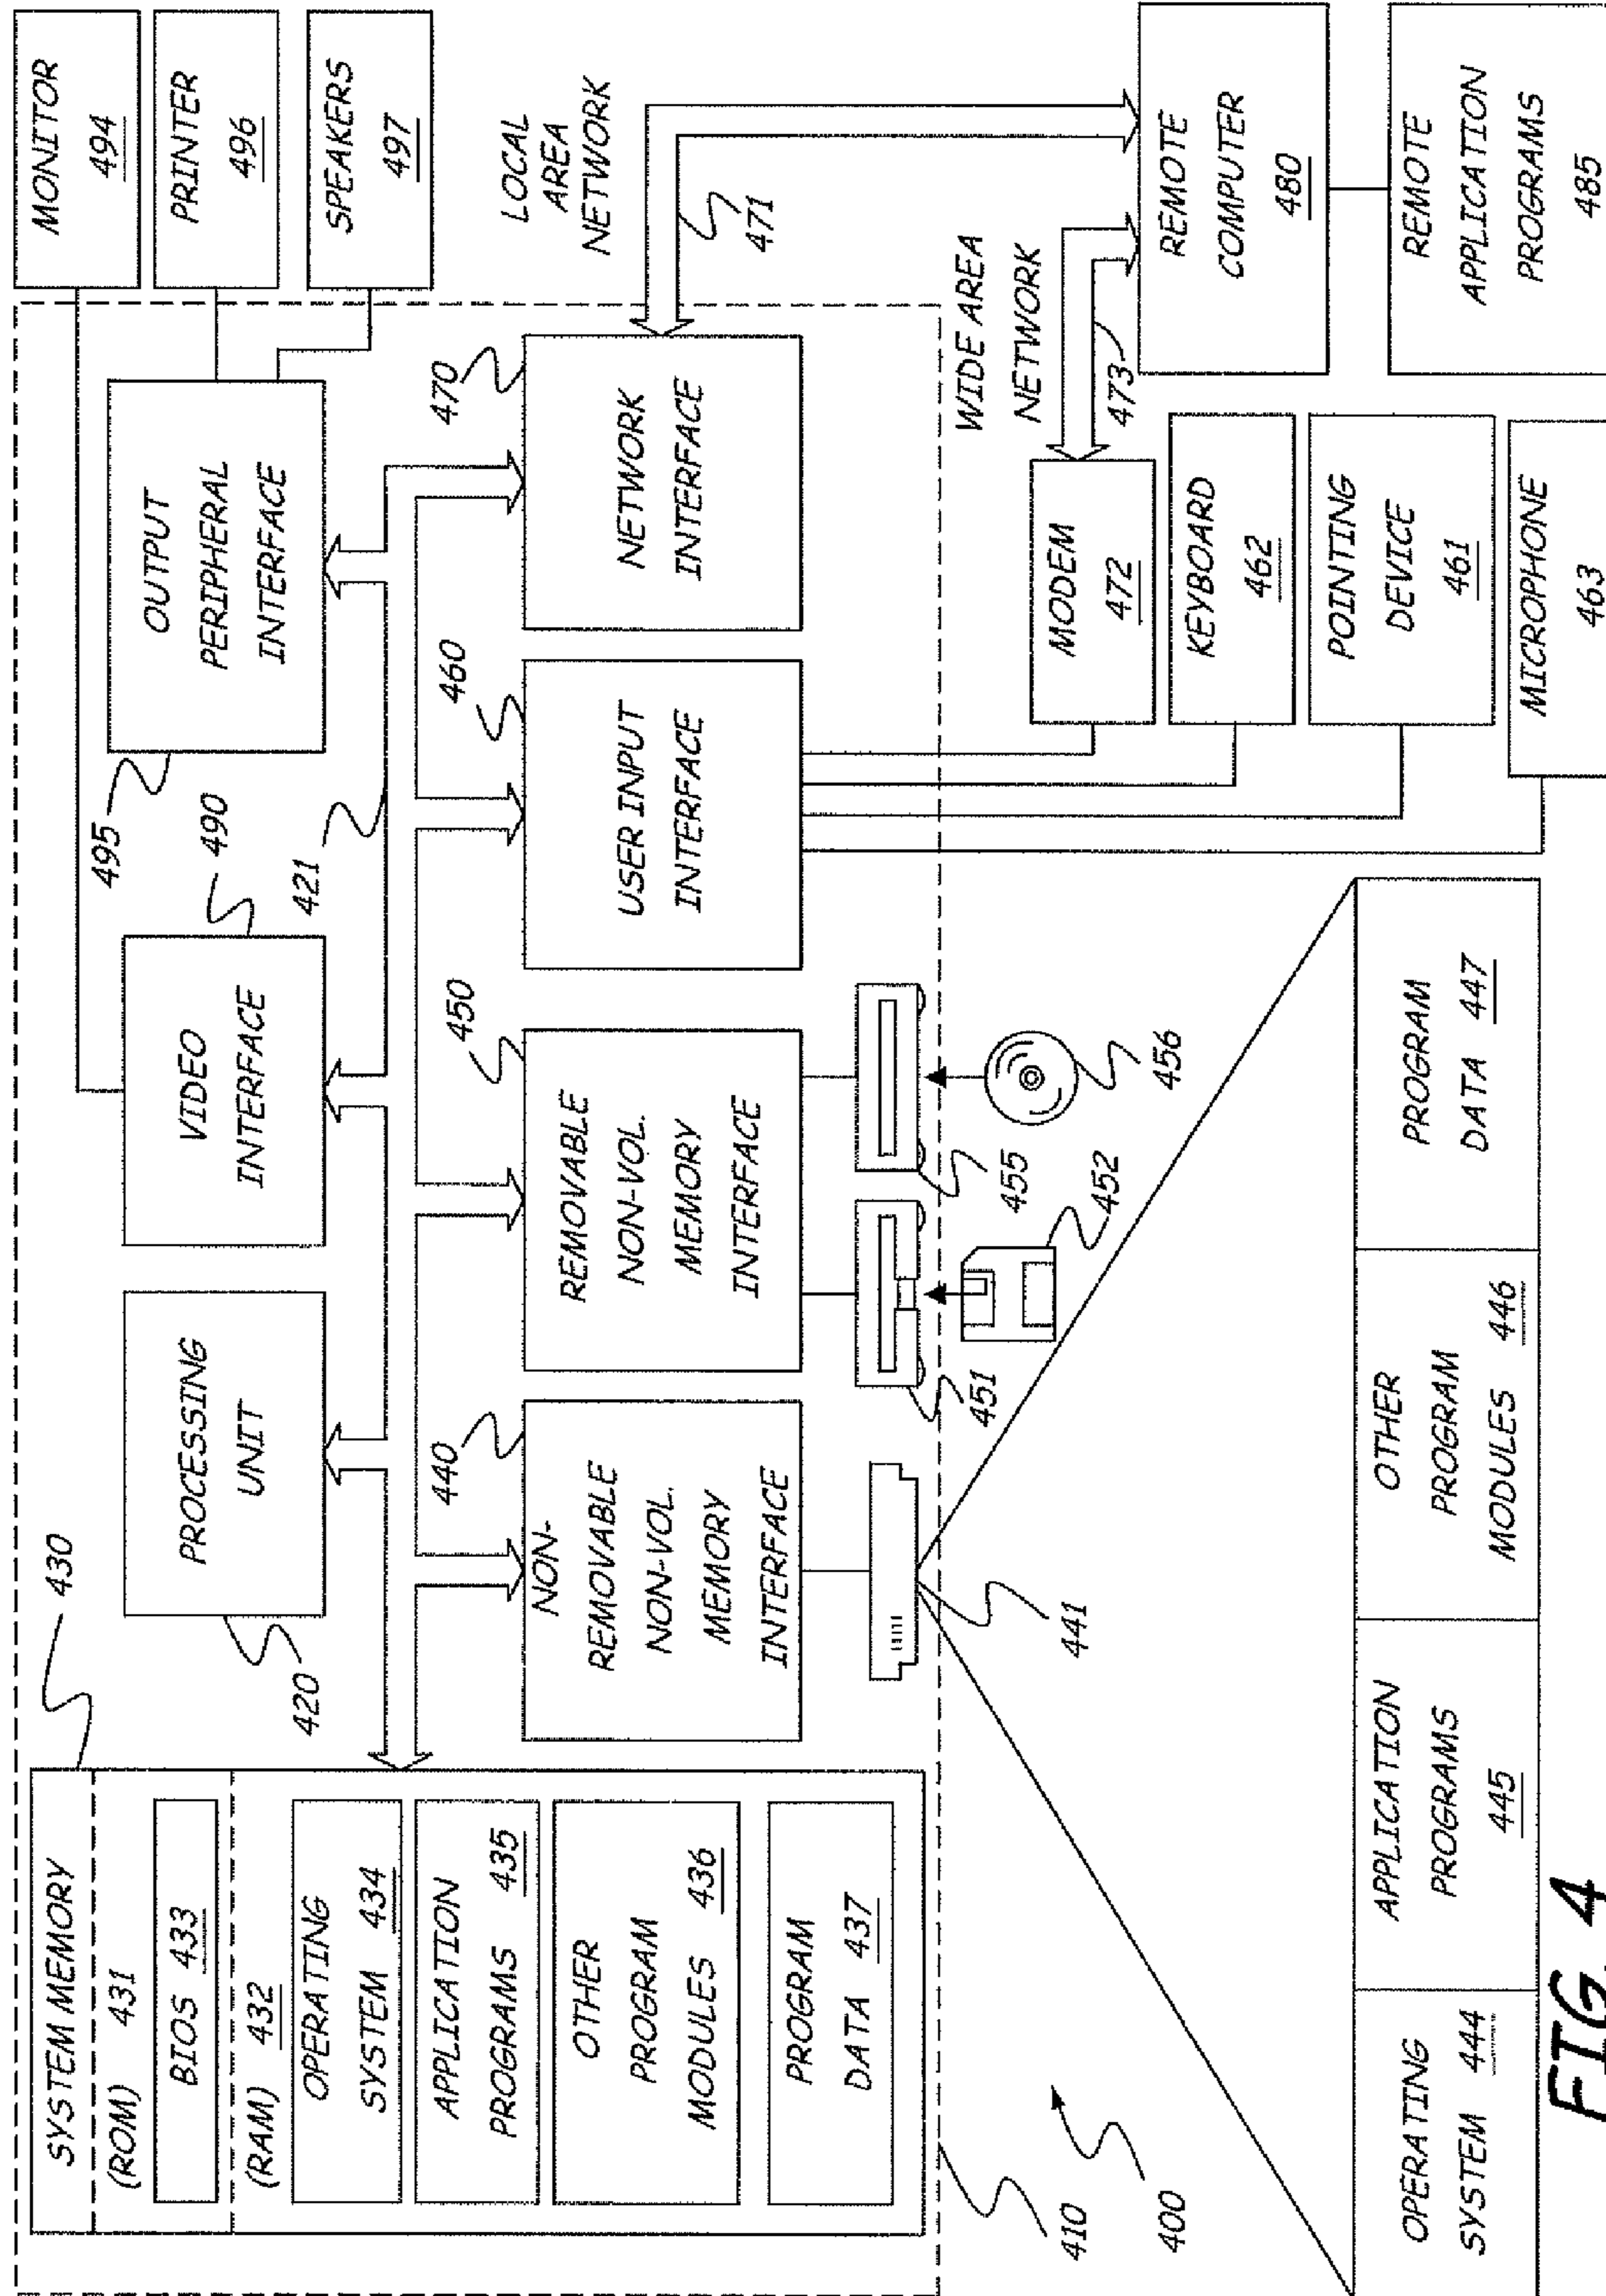 SYSTEM MEMORY
(ROM) 431
BIOS 433
(RAM) 432
OPERATING
SYSTEM 434
APPLICATION
PROGRAMS 435
OTHER
PROGRAM
MODULES 436
PROGRAM
DATA 437
430
PROCESSING
UNIT
420
VIDEO
INTERFACE
490
OUTPUT
PERIPHERAL
INTERFACE
495
421
MONITOR
494
PRINTER
496
SPEAKERS
497
NON-
REMOVABLE
NON-VOL.
MEMORY
INTERFACE
440
REMOVABLE
NON-VOL.
MEMORY
INTERFACE
450
USER INPUT
INTERFACE
460
NETWORK
INTERFACE
470
LOCAL
AREA
NETWORK
471
441
451
452
455
456
WIDE AREA
NETWORK
473
MODEM
472
KEYBOARD
462
POINTING
DEVICE
461
MICROPHONE
463
REMOTE
COMPUTER
480
REMOTE
APPLICATION
PROGRAMS
485
410
400
OPERATING
SYSTEM 444
APPLICATION
PROGRAMS
445
OTHER
PROGRAM
MODULES 446
PROGRAM
DATA 447
FIG. 4